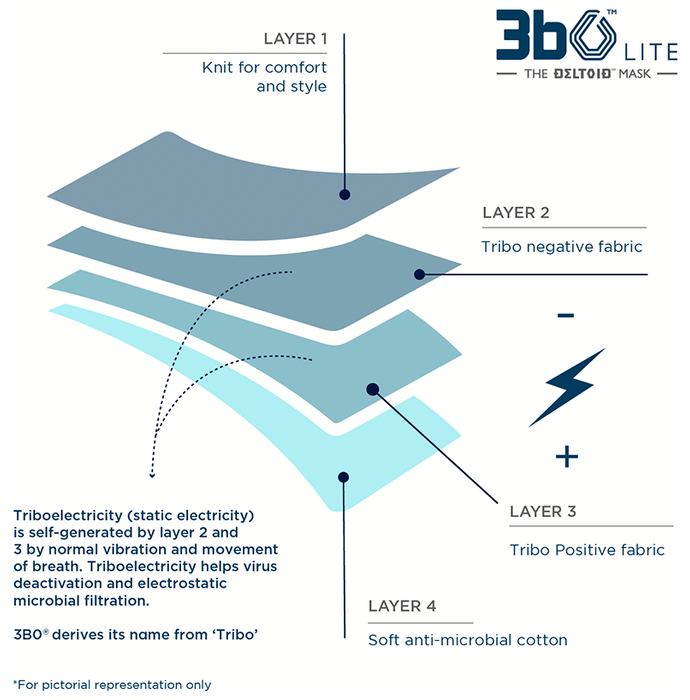 LAYER 1
Knit for comfort
and style
3b0™ LITE
THE DELTOID™ MASK
LAYER 2
Tribo negative fabric
−
+
LAYER 3
Tribo Positive fabric
Triboelectricity (static electricity)
is self-generated by layer 2 and
3 by normal vibration and movement
of breath. Triboelectricity helps virus
deactivation and electrostatic
microbial filtration.
3B0® derives its name from ‘Tribo’
LAYER 4
Soft anti-microbial cotton
*For pictorial representation only